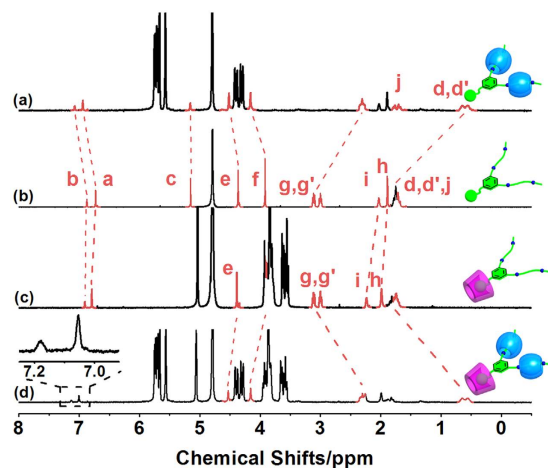 j
d,d'
(a)
b
a
c
e
f
g,g'
i
h
d,d',j
(b)
e
g,g'
i
h
(c)
7.2
7.0
(d)
8
7
6
5
4
3
2
1
0
Chemical Shifts/ppm